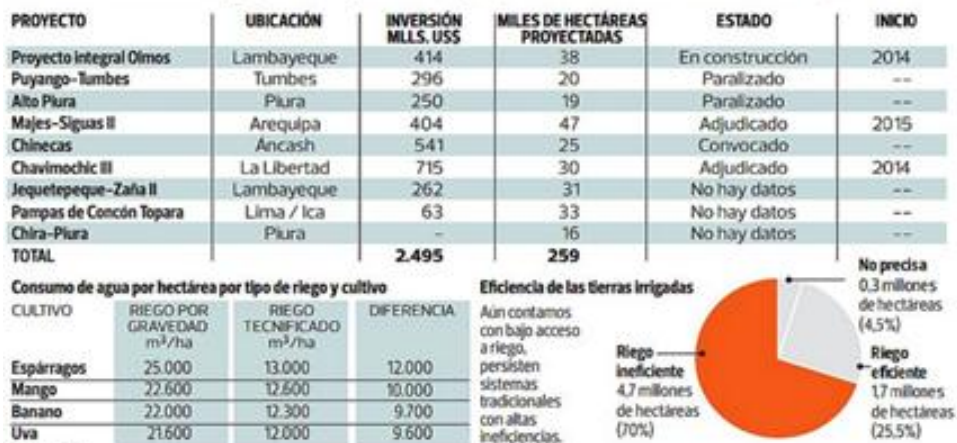 PROYECTO UBICACIÓN INVERSIÓN MLLS. US$ MILES DE HECTÁREAS PROYECTADAS ESTADO INICIO
Proyecto integral Olmos Lambayeque 414 38 En construcción 2014
Puyango-Tumbes Tumbes 296 20 Paralizado --
Alto Piura Piura 250 19 Paralizado --
Majes-Siguas II Arequipa 404 47 Adjudicado 2015
Chinecas Áncash 541 25 Convocado --
Chavimochic III La Libertad 715 30 Adjudicado 2014
Jequetepeque-Zaña II Lambayeque 262 31 No hay datos --
Pampas de Concón Topara Lima / Ica 63 33 No hay datos --
Chira-Piura Piura - 16 No hay datos --
TOTAL 2.495 259
Consumo de agua por hectárea por tipo de riego y cultivo
CULTIVO RIEGO POR GRAVEDAD m³/ha RIEGO TECNIFICADO m³/ha DIFERENCIA
Espárragos 25.000 13.000 12.000
Mango 22.600 12.600 10.000
Banano 22.000 12.300 9.700
Uva 21.600 12.000 9.600
Eficiencia de las tierras irrigadas
Aún contamos
con bajo acceso
a riego,
persisten
sistemas
tradicionales
con altas
ineficiencias.
Riego
ineficiente
4,7 millones
de hectáreas
(70%)
No precisa
0,3 millones
de hectáreas
(4,5%)
Riego
eficiente
1,7 millones
de hectáreas
(25,5%)